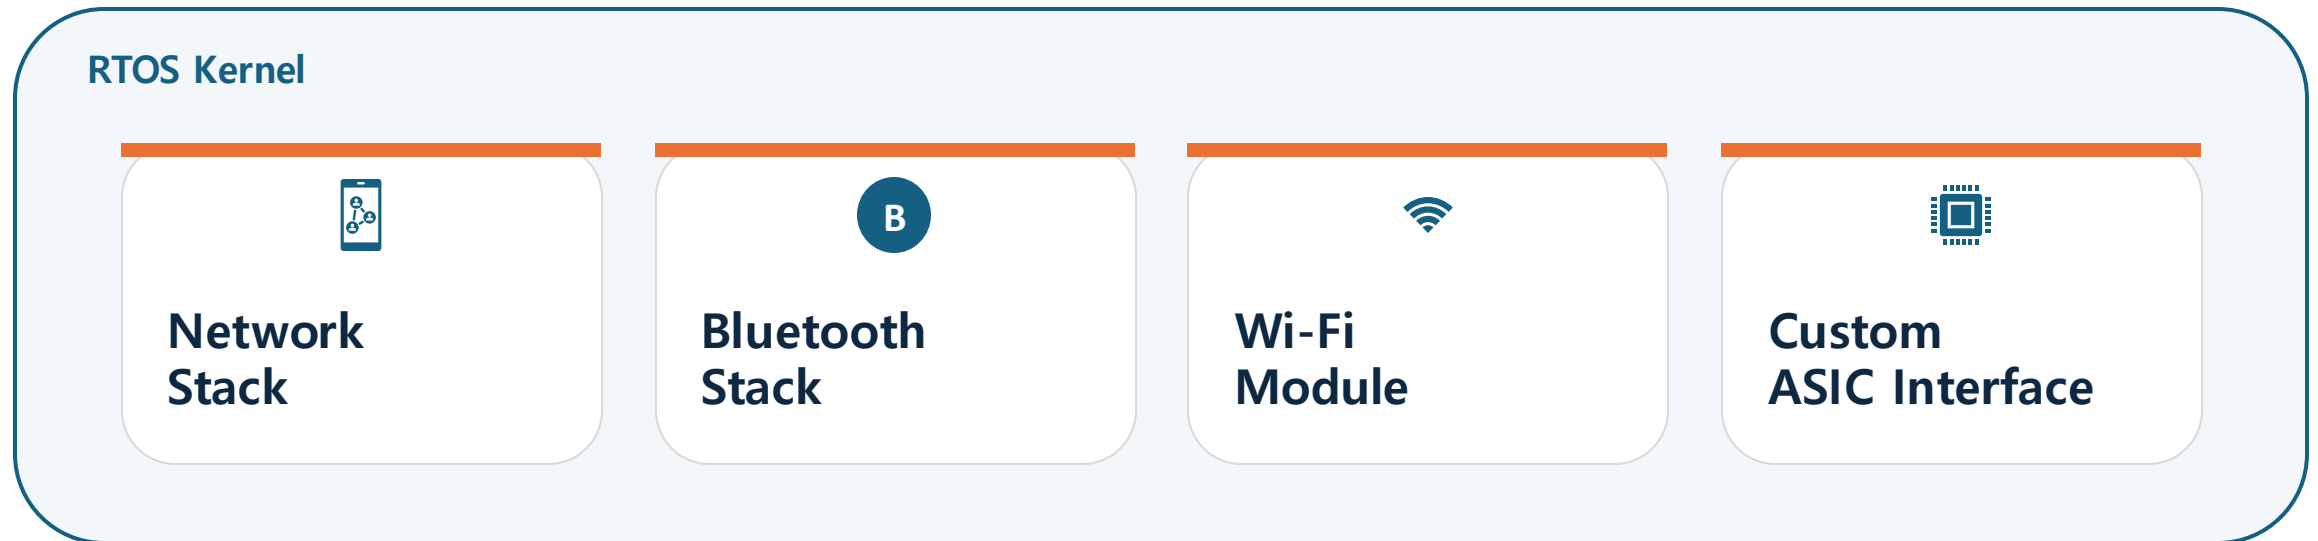 RTOS Kernel
B
Network
Stack
Bluetooth
Stack
Wi-Fi
Module
Custom
ASIC Interface